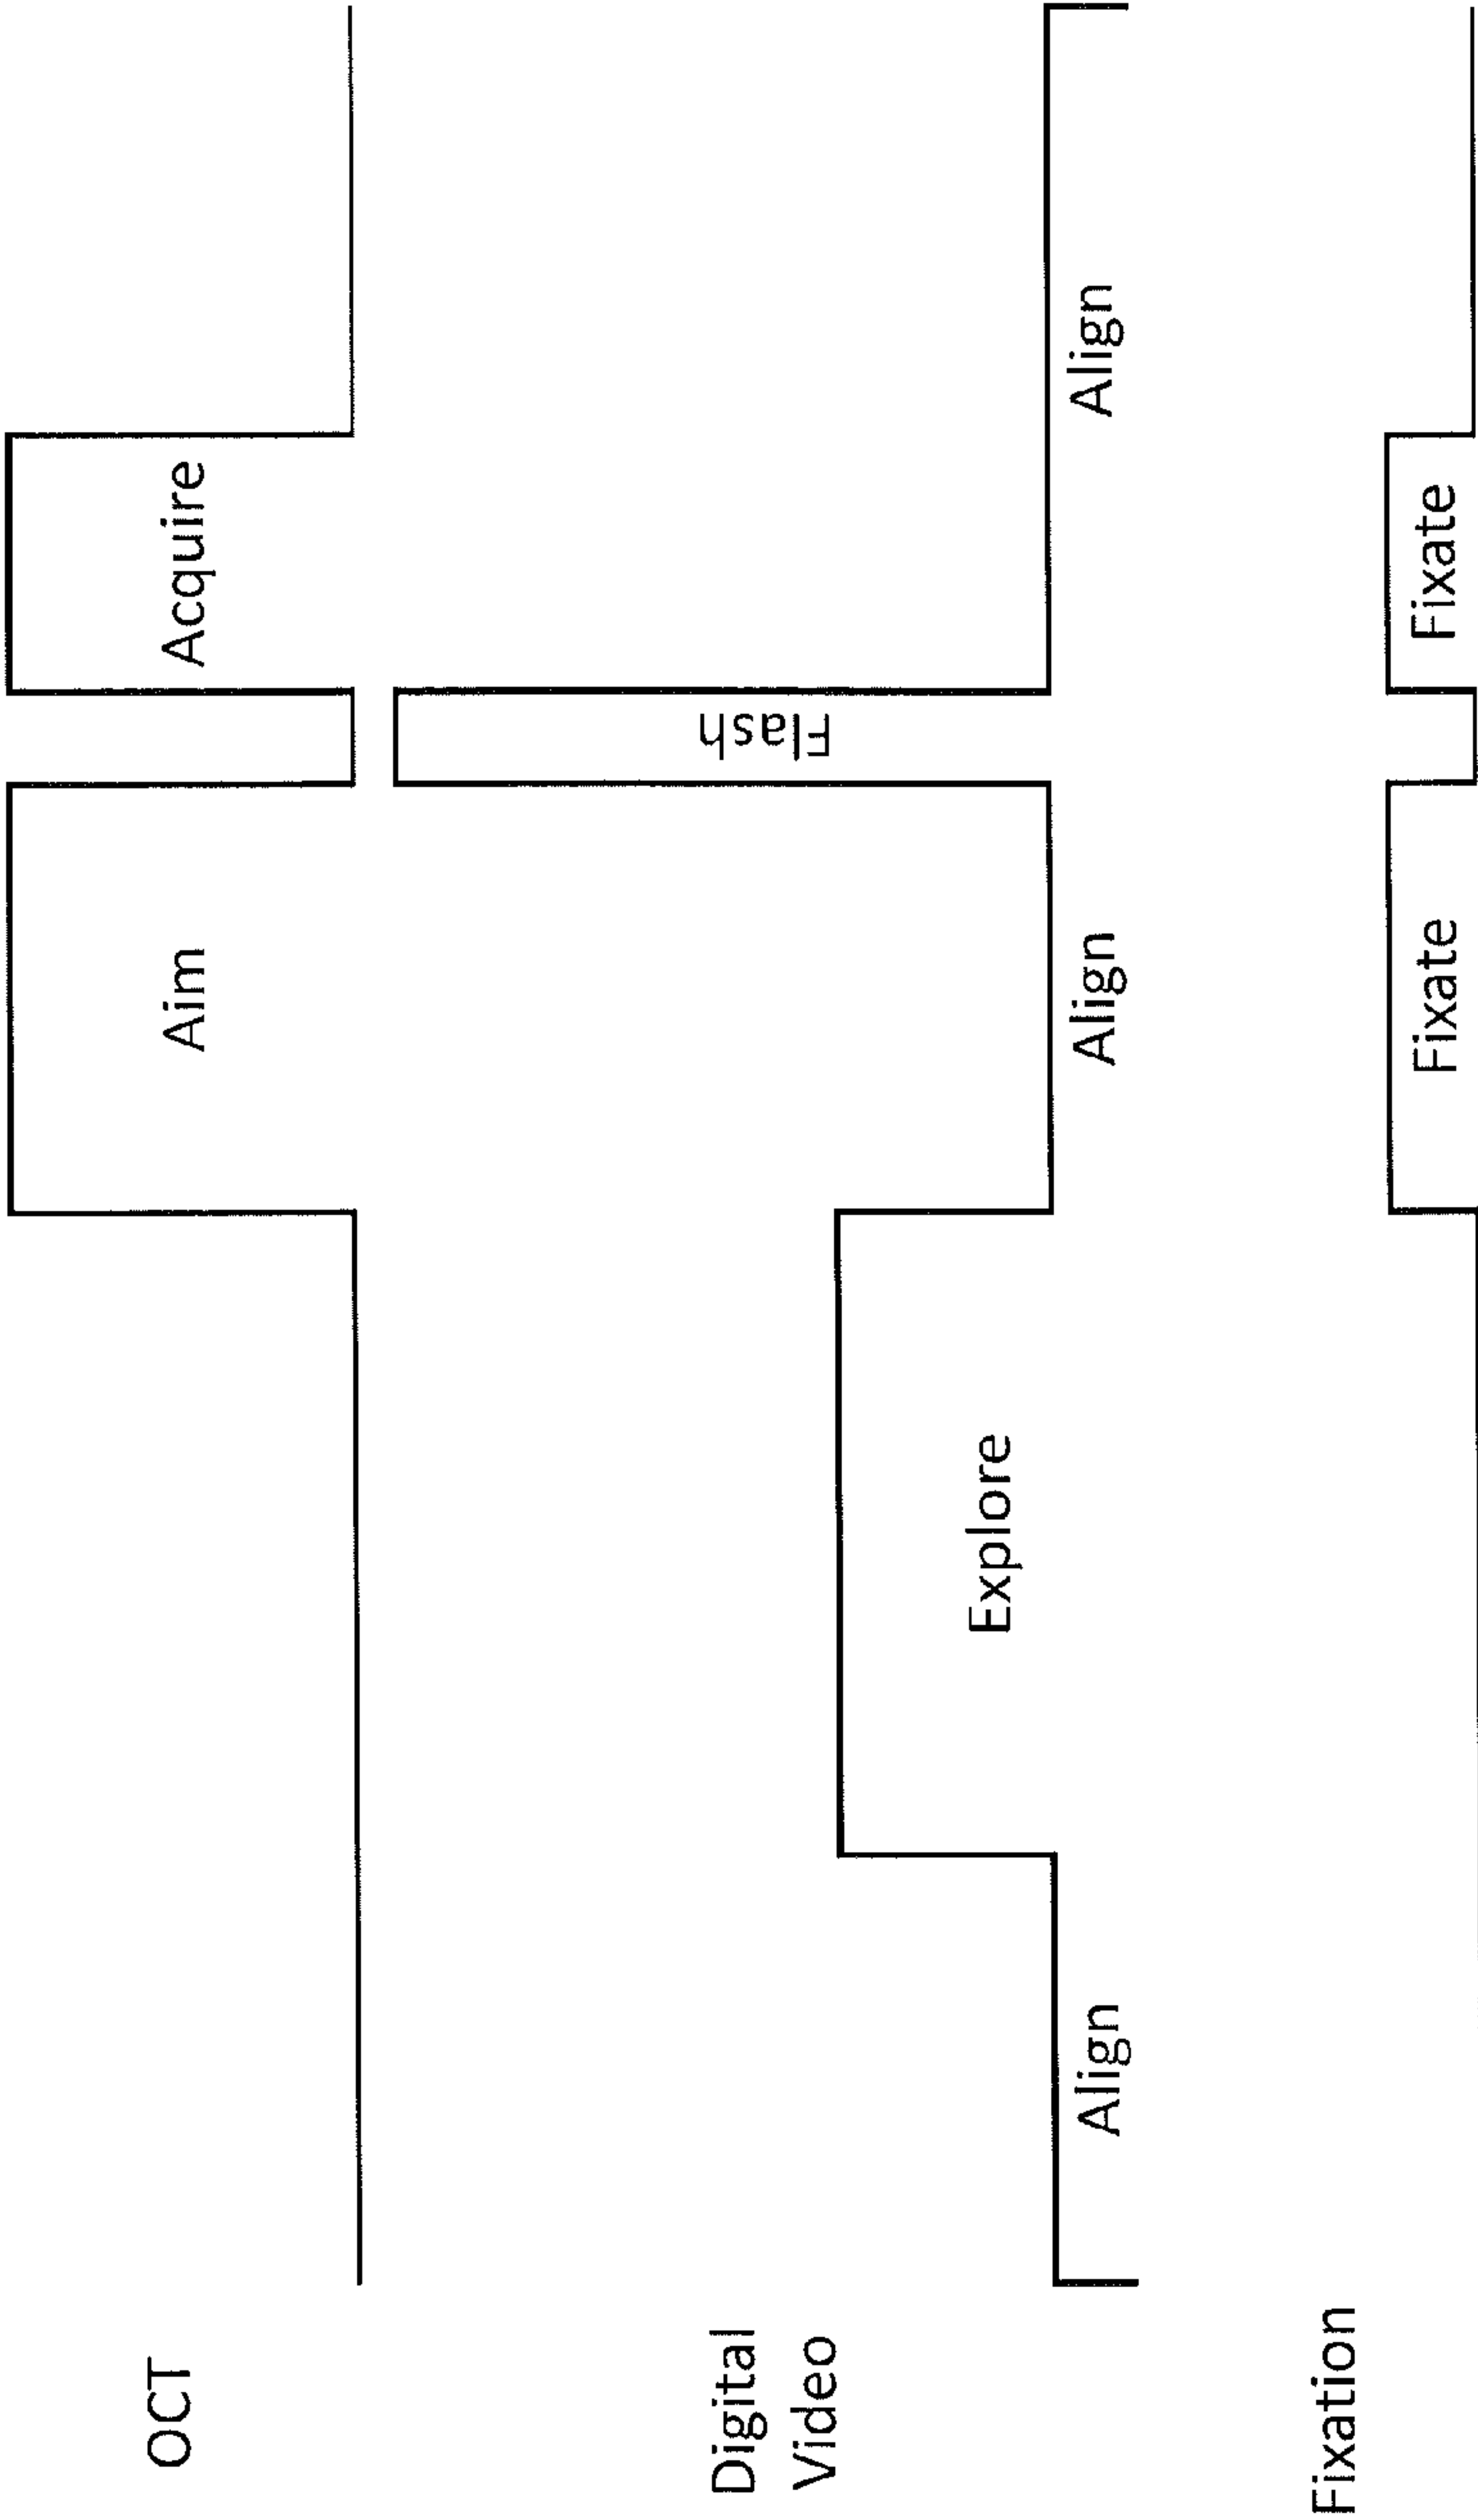 OCT
Aim
Acquire
Digital
Video
Align
Explore
Align
Flash
Align
Fixation
Fixate
Fixate